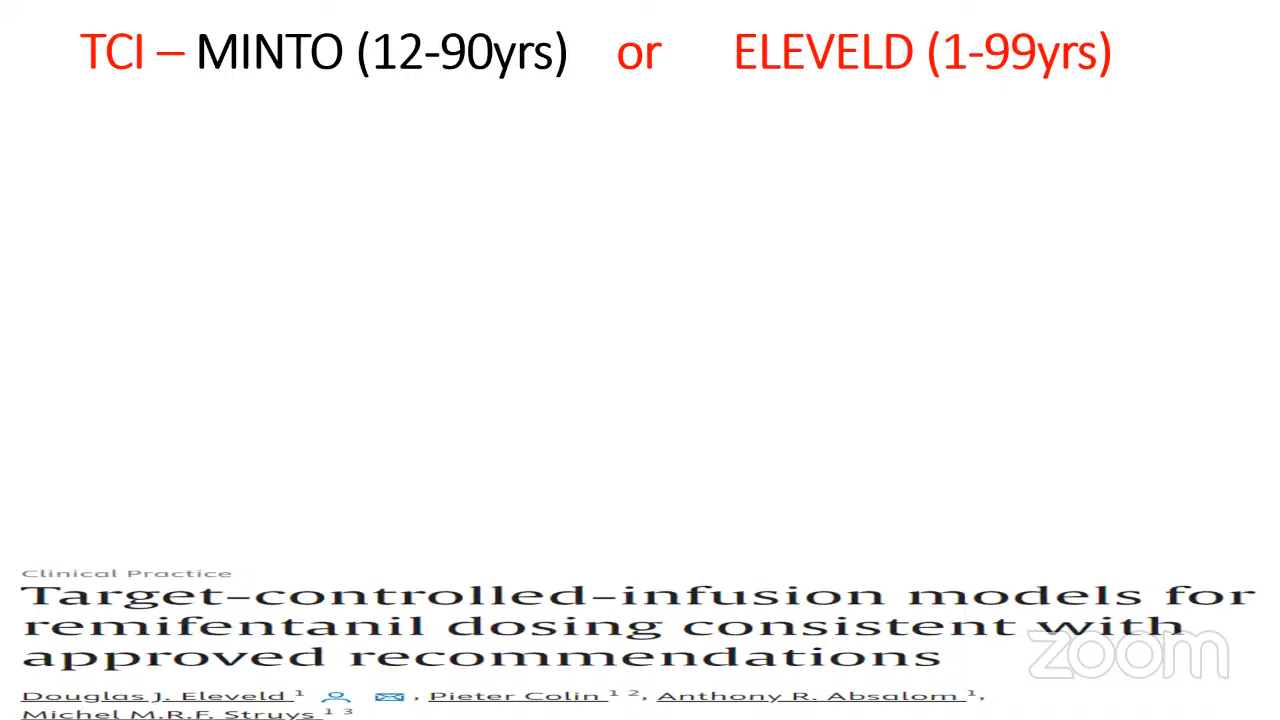 TCI – MINTO (12-90yrs) or ELEVELD (1-99yrs)
Clinical Practice
Target-controlled-infusion models for
remifentanil dosing consistent with
approved recommendations
zoom
Douglas J. Eleveld 1 , Pieter Colin 1 2, Anthony R. Absalom 1,
Michel M.R.F. Struys 1 3